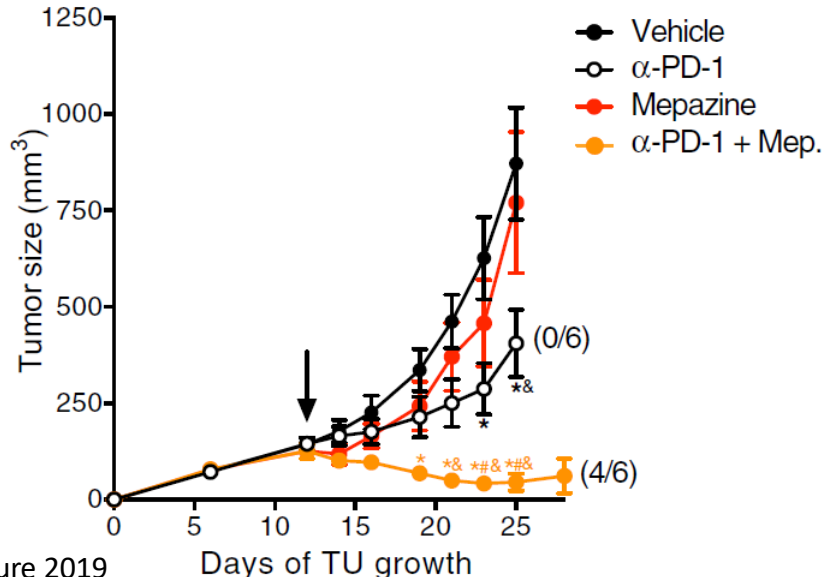 1250
1000
750
500
250
0
Tumor size (mm³)
Vehicle
α-PD-1
Mepazine
α-PD-1 + Mep.
(0/6)
*&
*
* *& *#& *#&
(4/6)
0 5 10 15 20 25
Days of TU growth
ure 2019